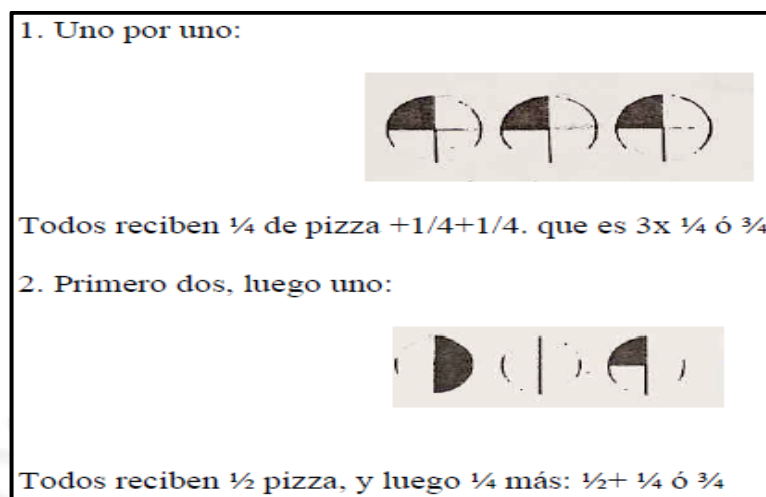 1. Uno por uno:
Todos reciben ¼ de pizza +1/4+1/4. que es 3x ¼ ó ¾
2. Primero dos, luego uno:
Todos reciben ½ pizza, y luego ¼ más: ½+ ¼ ó ¾